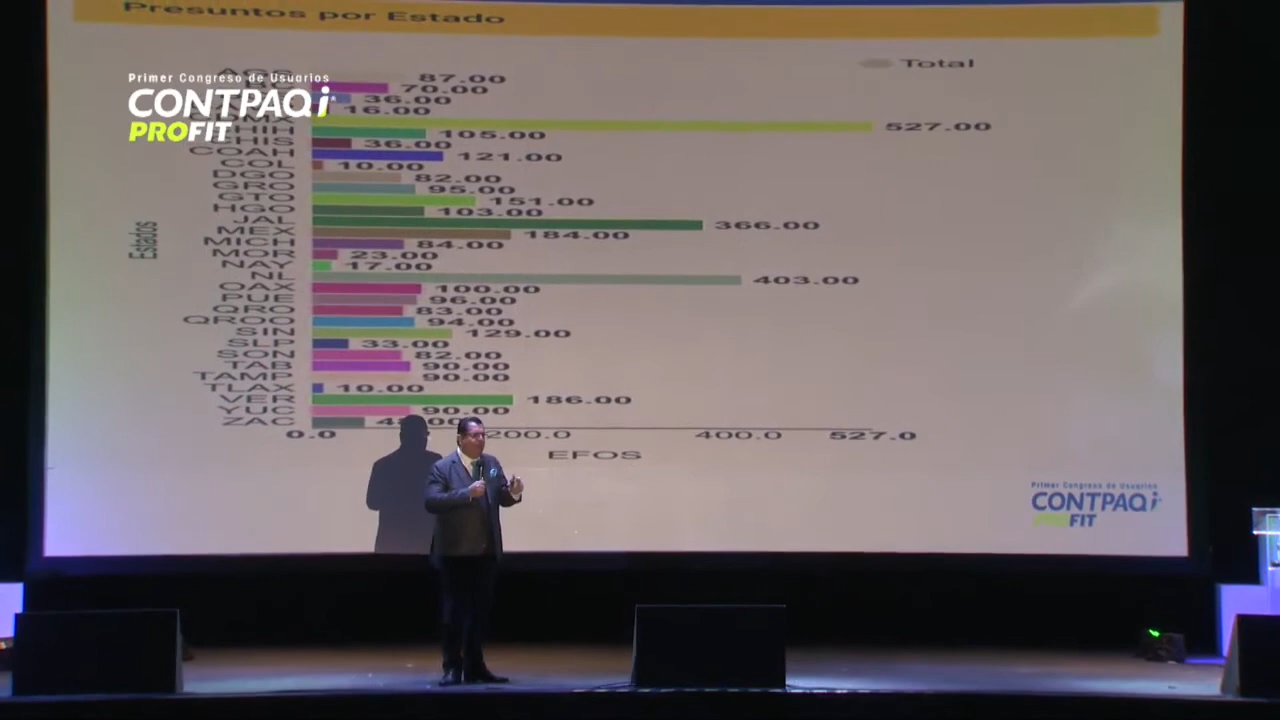 Presuntos por Estado
Total
Primer Congreso de Usuarios
CONTPAQi
PROFIT
87.00
70.00
36.00
16.00
CDMX 527.00
CHIH 105.00
CHIS 36.00
COAH 121.00
COL 10.00
DGO 82.00
GRO 95.00
GTO 151.00
HGO 103.00
JAL 366.00
MEX 184.00
MICH 84.00
MOR 23.00
NAY 17.00
NL 403.00
OAX 100.00
PUE 96.00
QRO 83.00
QROO 94.00
SIN 129.00
SLP 33.00
SON 82.00
TAB 90.00
TAMP 90.00
TLAX 10.00
VER 186.00
YUC 90.00
ZAC
Estados
0.0 200.0 400.0 527.0
EFOS
Primer Congreso de Usuarios
CONTPAQi
PROFIT